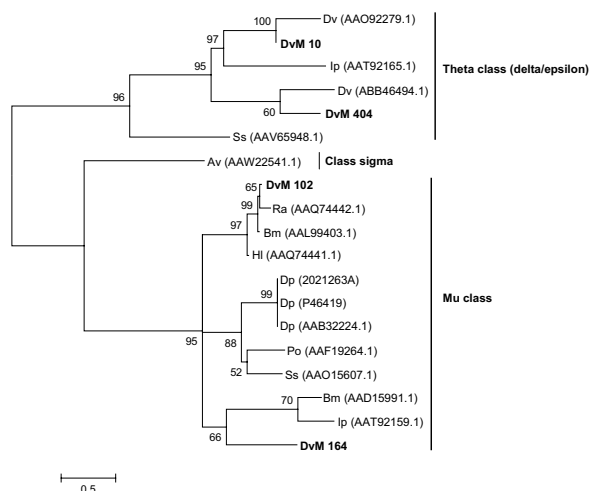 100
Dv (AAO92279.1)
DvM 10
97
Ip (AAT92165.1)
95
Dv (ABB46494.1)
60
DvM 404
96
Ss (AAV65948.1)
Theta class (delta/epsilon)
Av (AAW22541.1)
Class sigma
65
DvM 102
Ra (AAQ74442.1)
99
Bm (AAL99403.1)
97
Hl (AAQ74441.1)
Dp (2021263A)
99
Dp (P46419)
Dp (AAB32224.1)
95
88
Po (AAF19264.1)
52
Ss (AAO15607.1)
Mu class
70
Bm (AAD15991.1)
Ip (AAT92159.1)
66
DvM 164
0.5